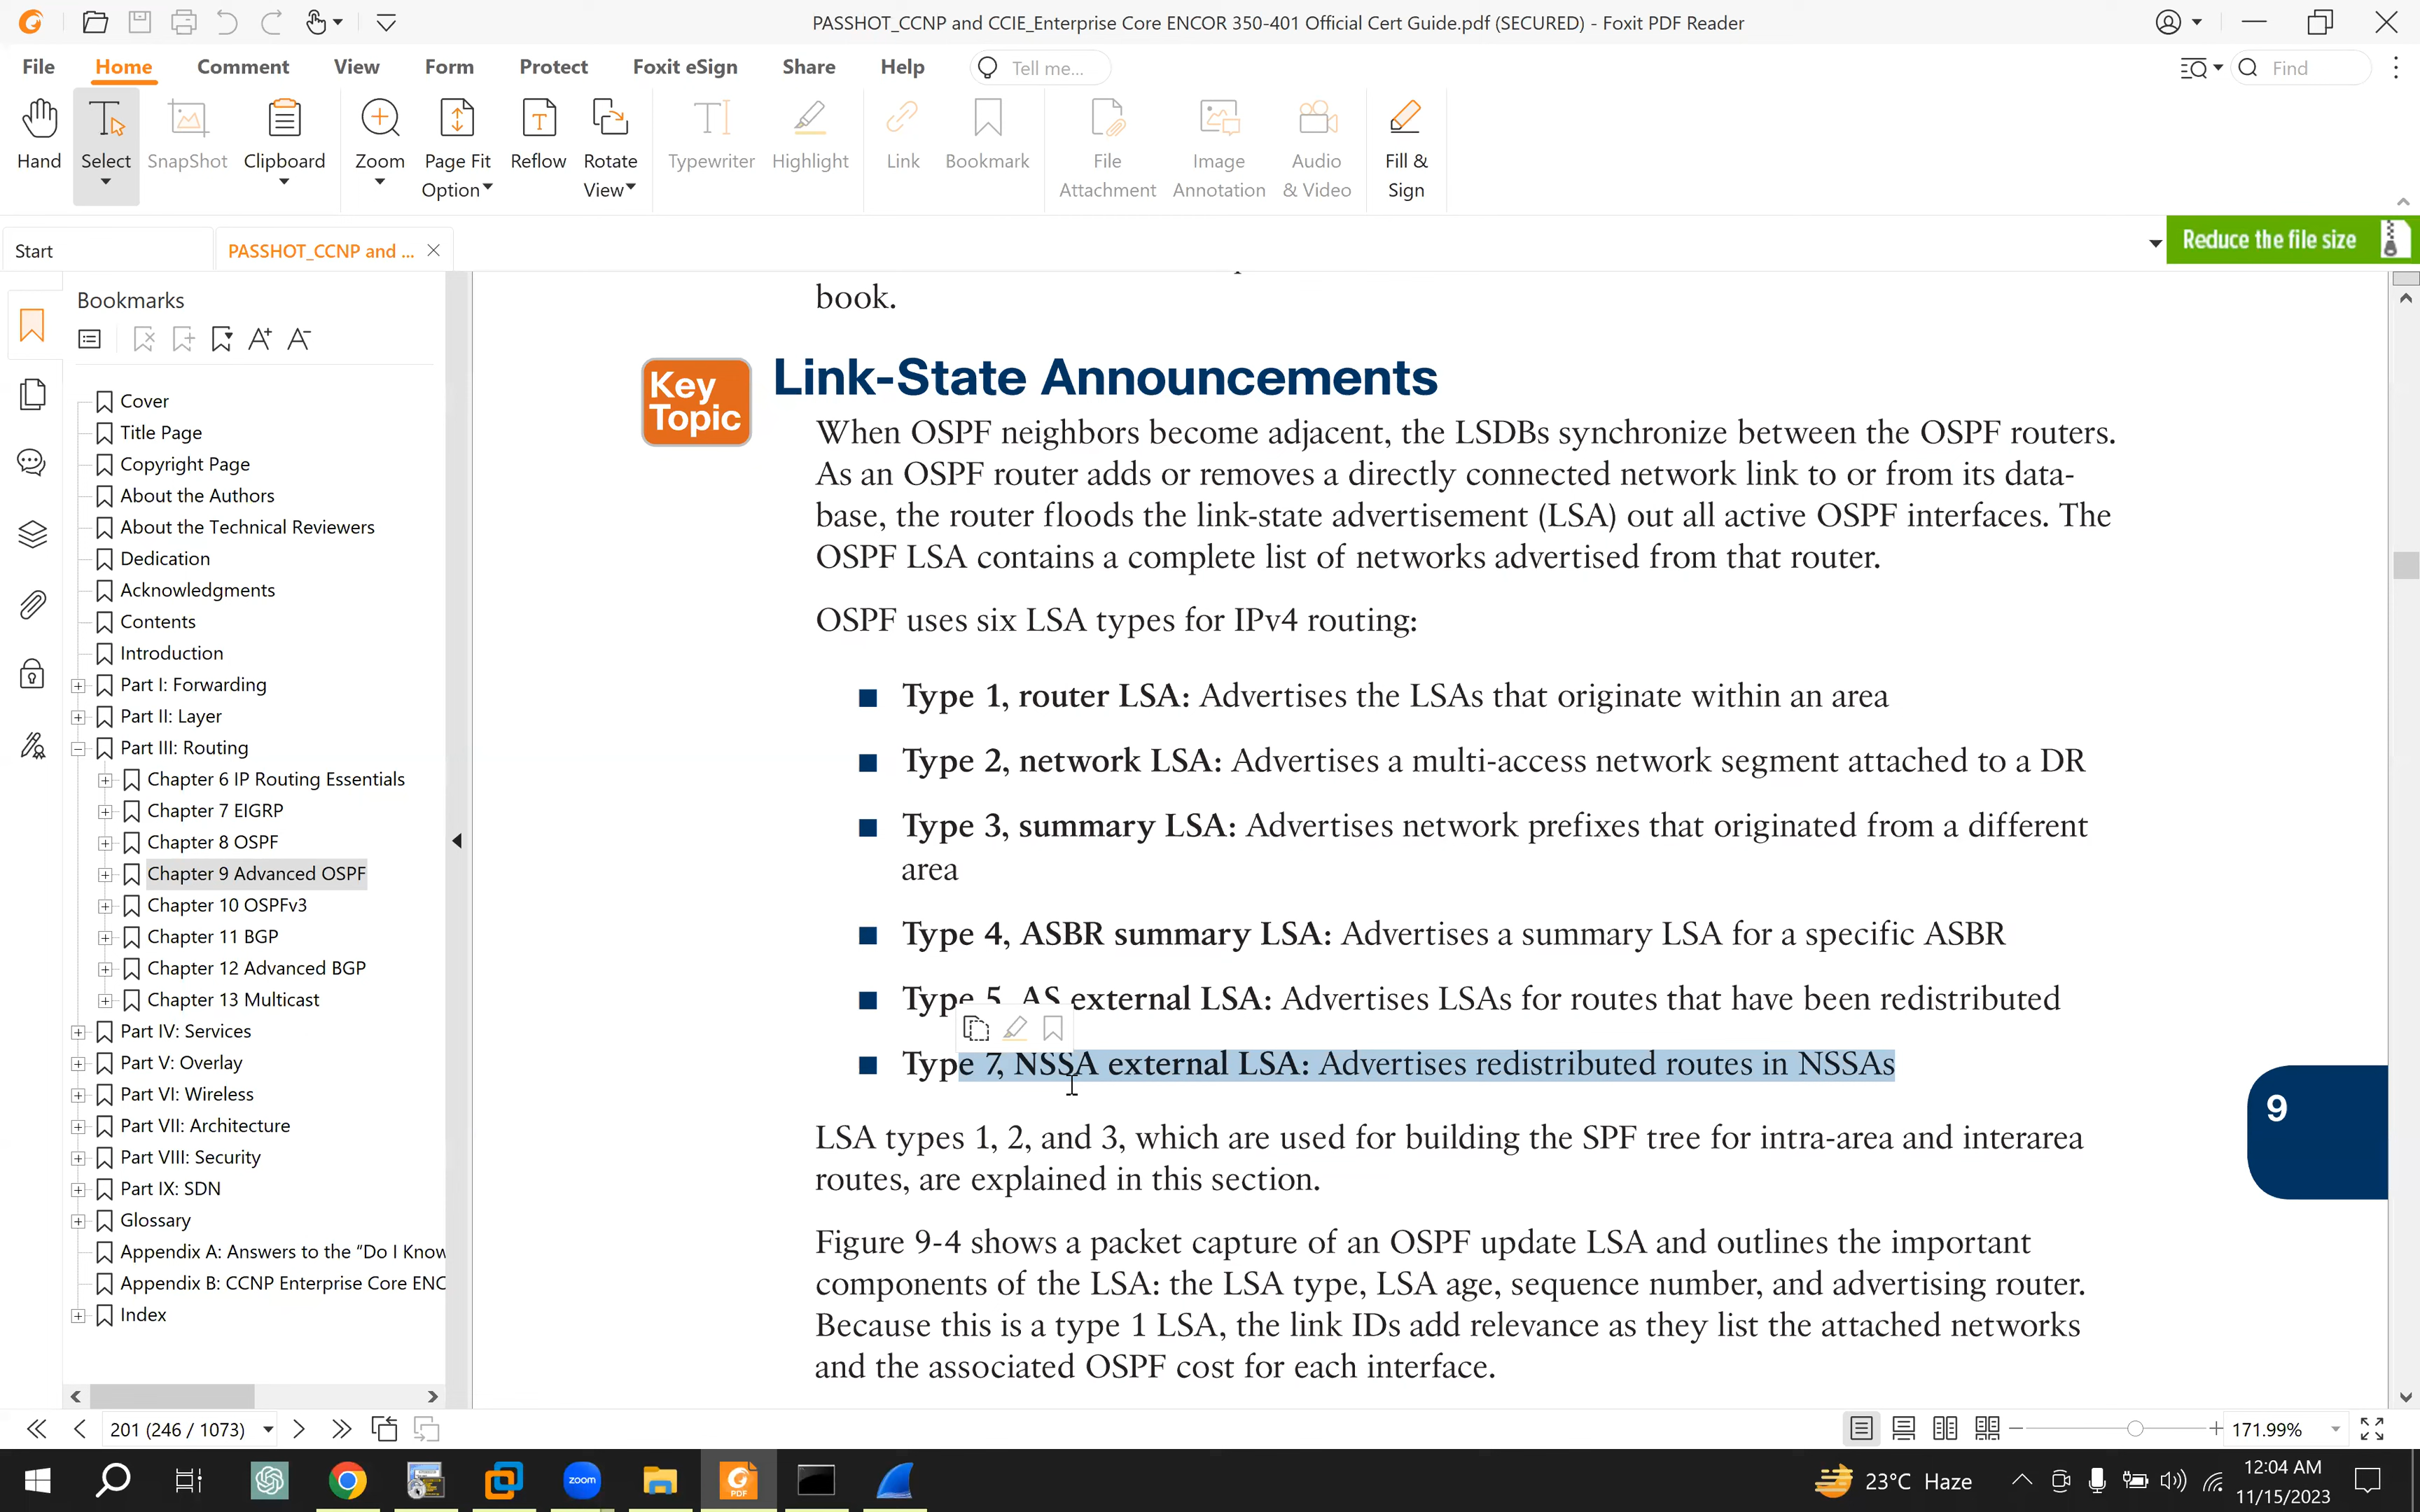 PASSHOT_CCNP and CCIE_Enterprise Core ENCOR 350-401 Official Cert Guide.pdf (SECURED) - Foxit PDF Reader
File Home Comment View Form Protect Foxit eSign Share Help Tell me... Find
Hand Select SnapShot Clipboard Zoom Page Fit Option Reflow Rotate View Typewriter Highlight Link Bookmark File Attachment Image Annotation Audio & Video Fill & Sign
Start PASSHOT_CCNP and ... Reduce the file size
Bookmarks
Cover
Title Page
Copyright Page
About the Authors
About the Technical Reviewers
Dedication
Acknowledgments
Contents
Introduction
Part I: Forwarding
Part II: Layer
Part III: Routing
Chapter 6 IP Routing Essentials
Chapter 7 EIGRP
Chapter 8 OSPF
Chapter 9 Advanced OSPF
Chapter 10 OSPFv3
Chapter 11 BGP
Chapter 12 Advanced BGP
Chapter 13 Multicast
Part IV: Services
Part V: Overlay
Part VI: Wireless
Part VII: Architecture
Part VIII: Security
Part IX: SDN
Glossary
Appendix A: Answers to the “Do I Know
Appendix B: CCNP Enterprise Core ENC
Index
book.
Key Topic
Link-State Announcements
When OSPF neighbors become adjacent, the LSDBs synchronize between the OSPF routers.
As an OSPF router adds or removes a directly connected network link to or from its data-
base, the router floods the link-state advertisement (LSA) out all active OSPF interfaces. The
OSPF LSA contains a complete list of networks advertised from that router.
OSPF uses six LSA types for IPv4 routing:
■ Type 1, router LSA: Advertises the LSAs that originate within an area
■ Type 2, network LSA: Advertises a multi-access network segment attached to a DR
■ Type 3, summary LSA: Advertises network prefixes that originated from a different
area
■ Type 4, ASBR summary LSA: Advertises a summary LSA for a specific ASBR
■ Type 5, AS external LSA: Advertises LSAs for routes that have been redistributed
■ Type 7, NSSA external LSA: Advertises redistributed routes in NSSAs
LSA types 1, 2, and 3, which are used for building the SPF tree for intra-area and interarea
routes, are explained in this section.
Figure 9-4 shows a packet capture of an OSPF update LSA and outlines the important
components of the LSA: the LSA type, LSA age, sequence number, and advertising router.
Because this is a type 1 LSA, the link IDs add relevance as they list the attached networks
and the associated OSPF cost for each interface.
9
201 (246 / 1073) 171.99%
zoom PDF 23°C Haze 12:04 AM
11/15/2023